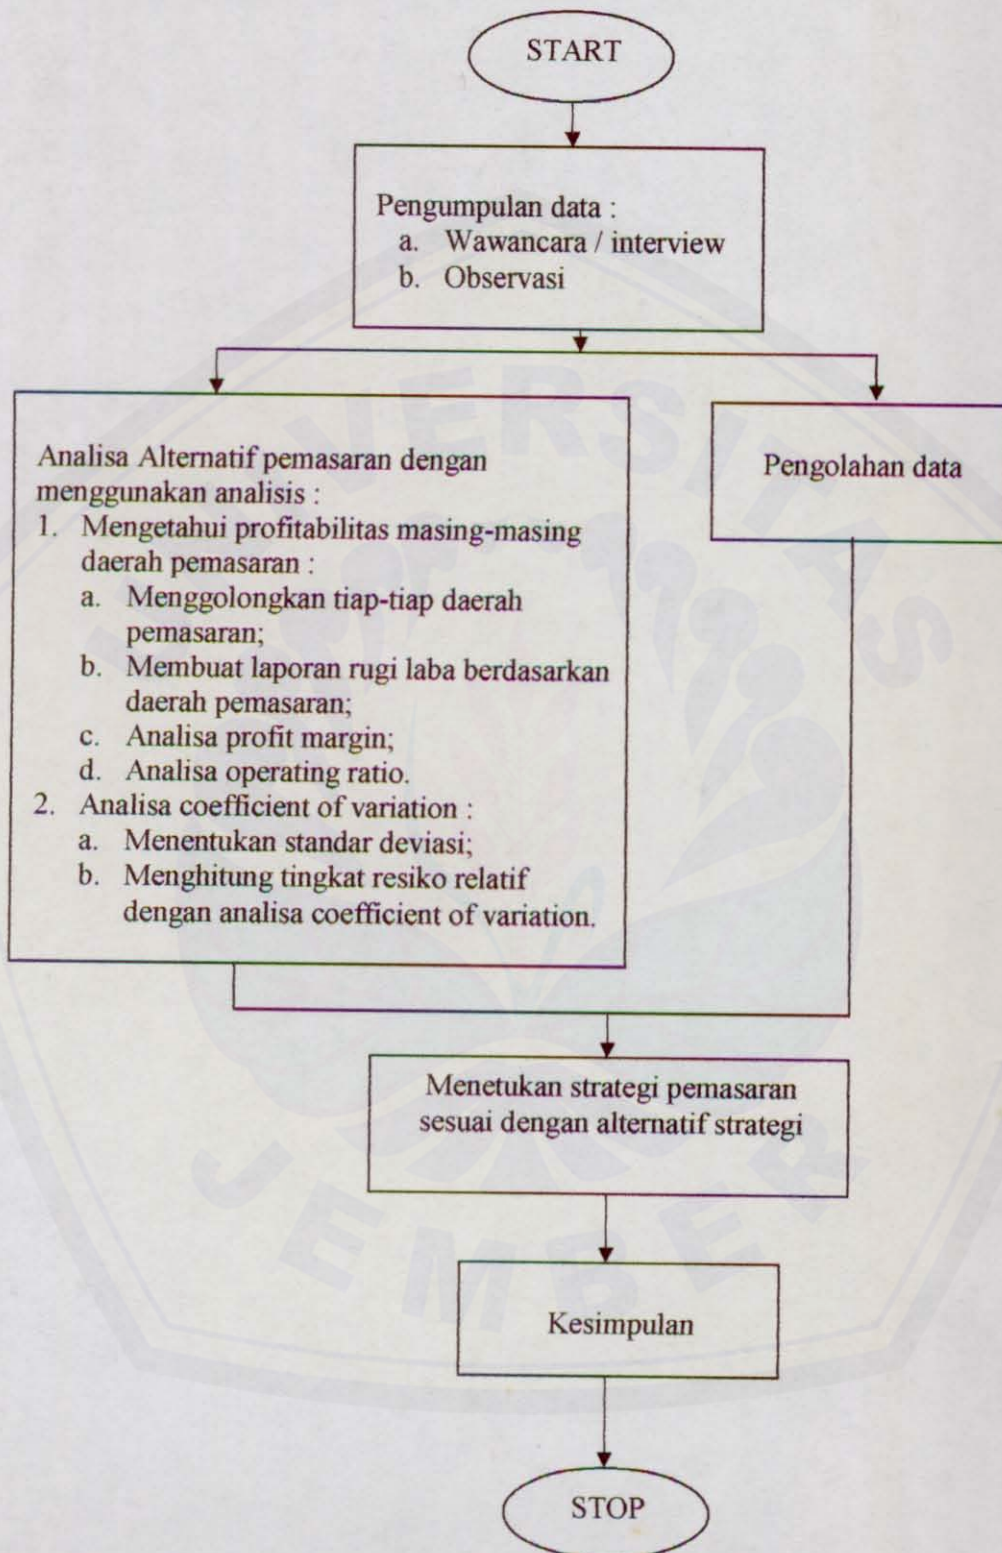 START
Pengumpulan data :
a. Wawancara / interview
b. Observasi
Analisa Alternatif pemasaran dengan
menggunakan analisis :
1. Mengetahui profitabilitas masing-masing
daerah pemasaran :
a. Menggolongkan tiap-tiap daerah
pemasaran;
b. Membuat laporan rugi laba berdasarkan
daerah pemasaran;
c. Analisa profit margin;
d. Analisa operating ratio.
2. Analisa coefficient of variation :
a. Menentukan standar deviasi;
b. Menghitung tingkat resiko relatif
dengan analisa coefficient of variation.
Pengolahan data
Menetukan strategi pemasaran
sesuai dengan alternatif strategi
Kesimpulan
STOP
VERSITAS
JEMBER